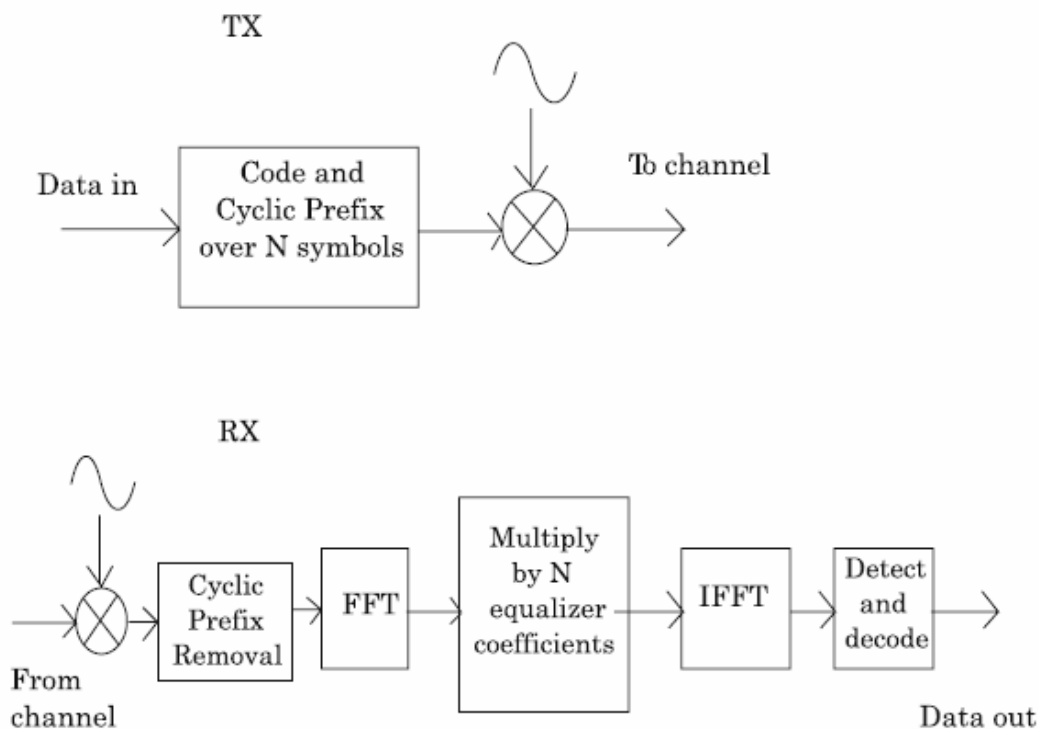 TX
Data in
Code and
Cyclic Prefix
over N symbols
To channel
RX
From
channel
Cyclic
Prefix
Removal
FFT
Multiply
by N
equalizer
coefficients
IFFT
Detect
and
decode
Data out